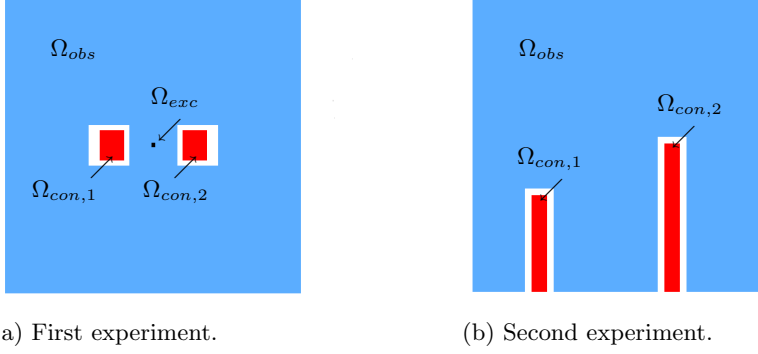 Ω_obs
Ω_exc
Ω_con,1
Ω_con,2
a) First experiment.
Ω_obs
Ω_con,2
Ω_con,1
(b) Second experiment.